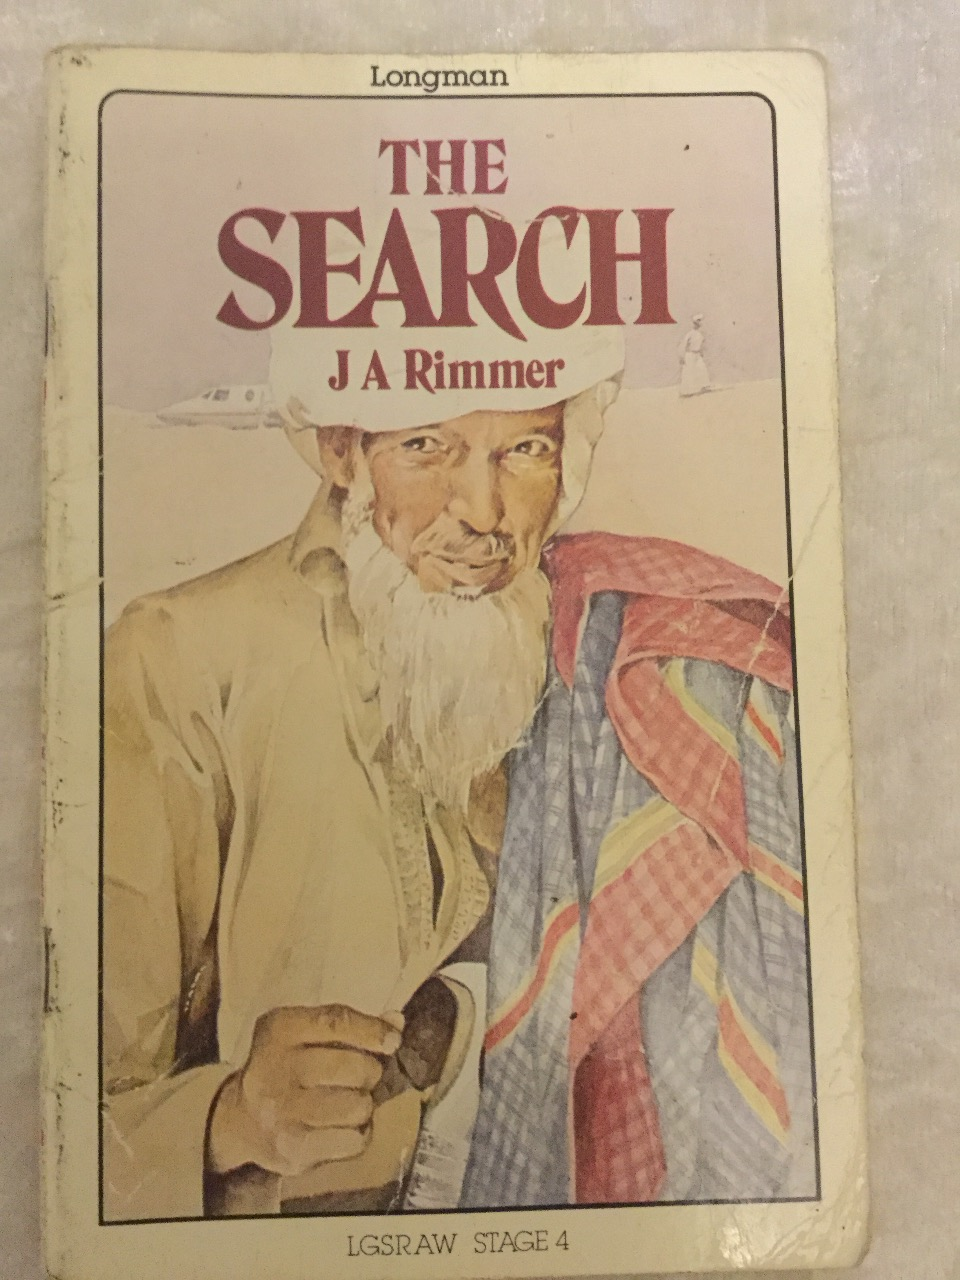 Longman
THE
SEARCH
J A Rimmer
LGSRAW STAGE 4